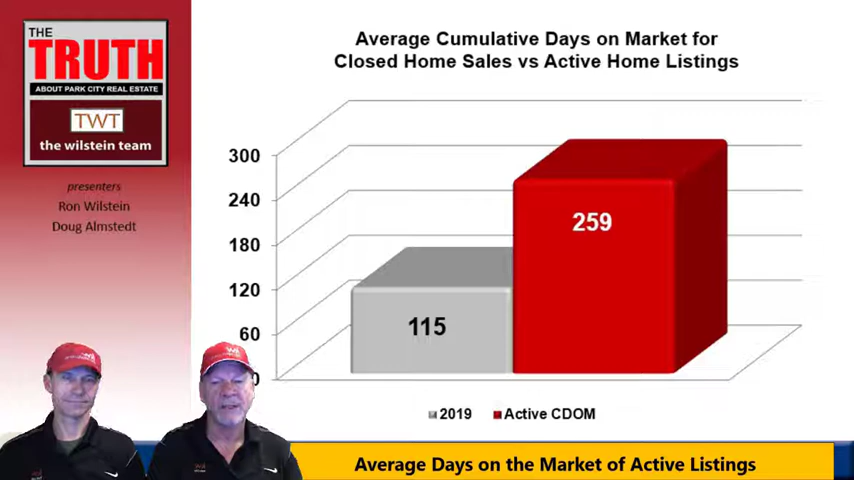 THE
TRUTH
ABOUT PARK CITY REAL ESTATE
TWT
the wilstein team
presenters
Ron Wilstein
Doug Almstedt
Average Cumulative Days on Market for
Closed Home Sales vs Active Home Listings
300
240
180
120
60
0
115
259
2019
Active CDOM
Average Days on the Market of Active Listings